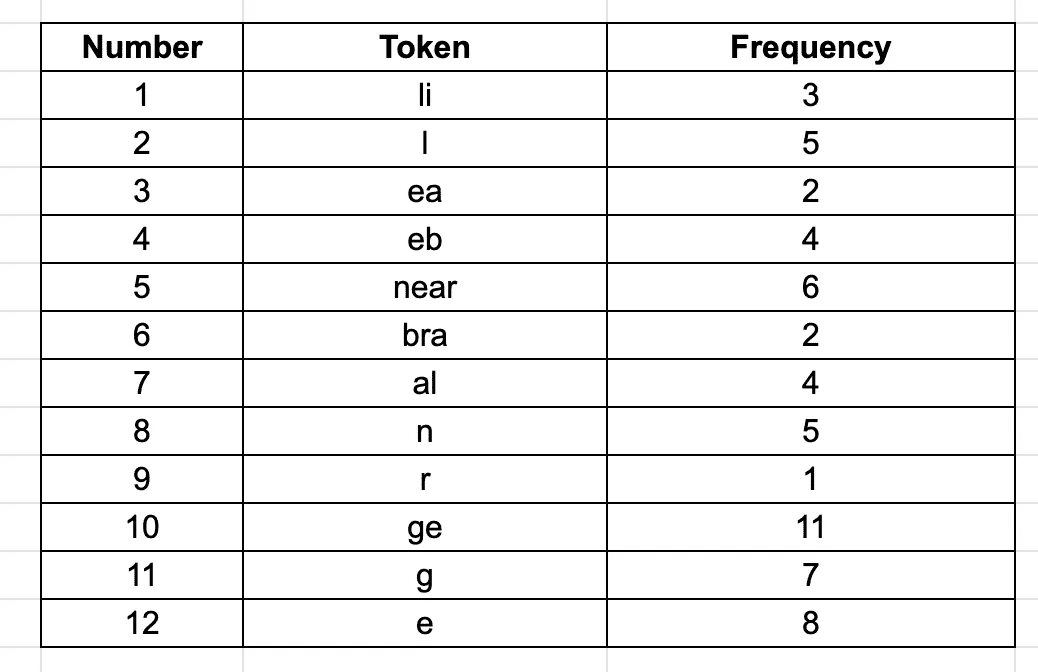 Number Token Frequency
1 li 3
2 l 5
3 ea 2
4 eb 4
5 near 6
6 bra 2
7 al 4
8 n 5
9 r 1
10 ge 11
11 g 7
12 e 8